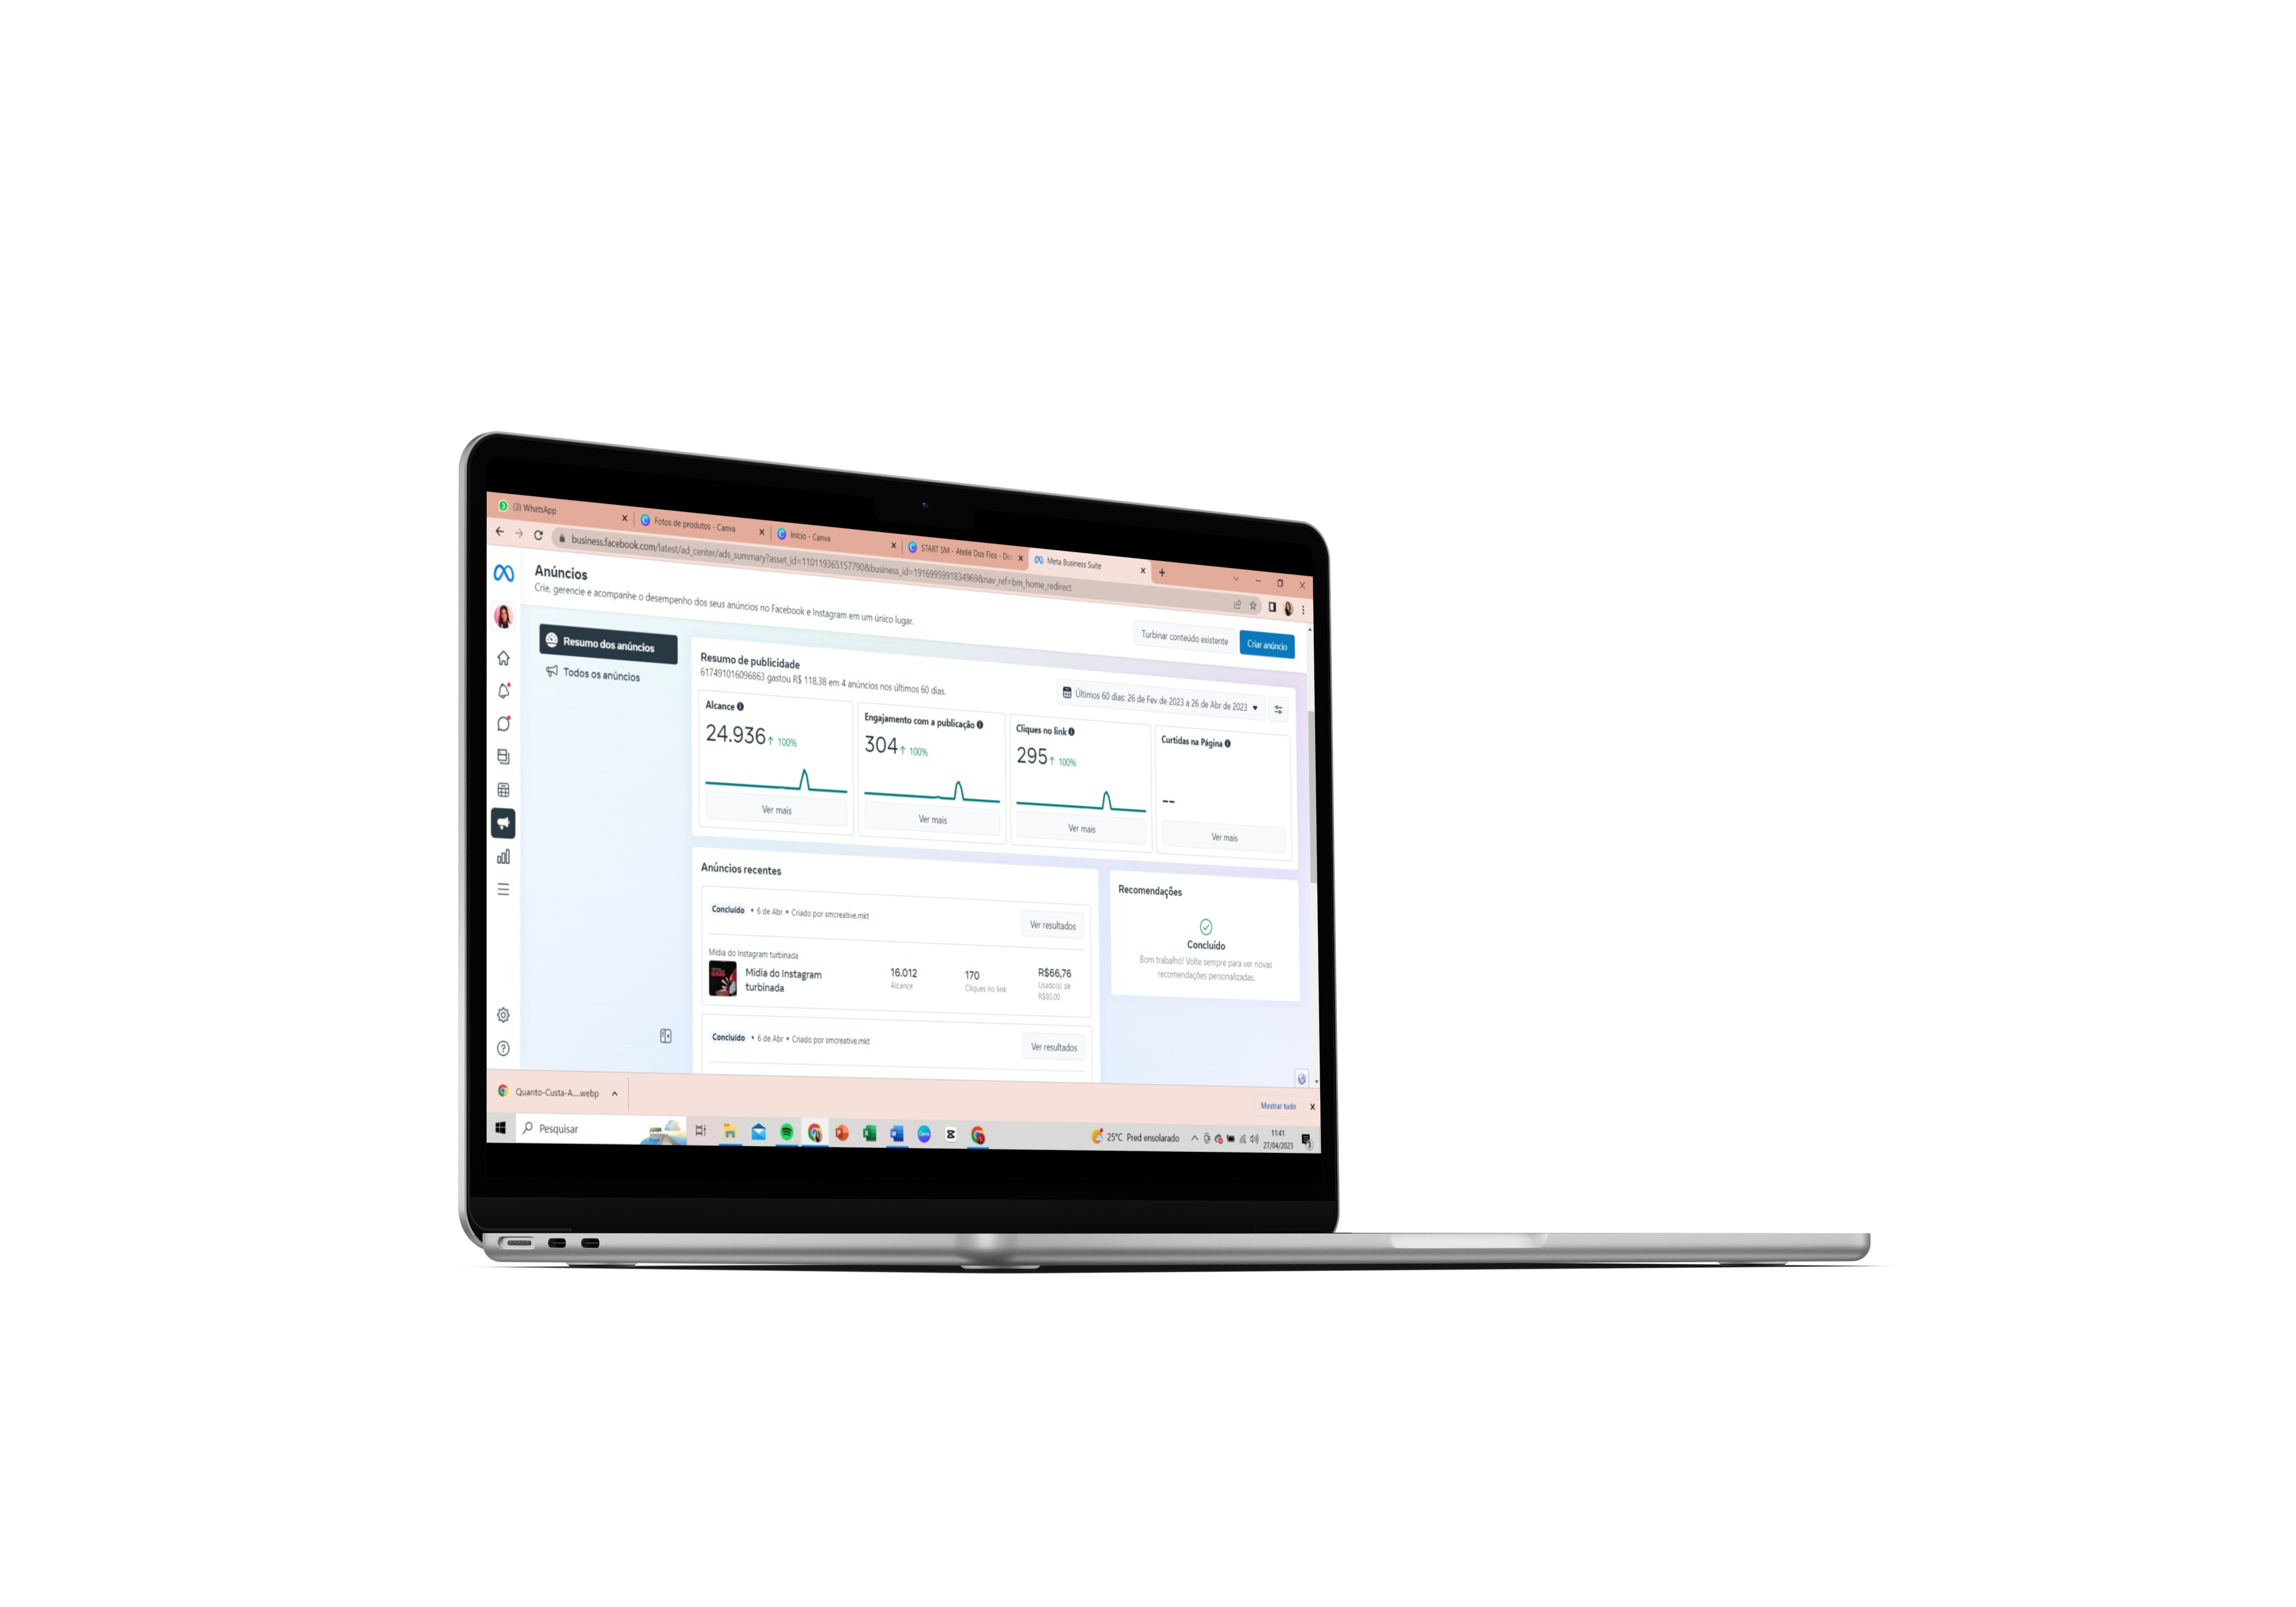 (3) WhatsApp
Fotos de produtos - Canva
Início - Canva
START SM - Ateliê Dos Fios - Do
Meta Business Suite
business.facebook.com/latest/ad_center/ads_summary?asset_id=110119365157790&business_id=1916995991834969&nav_ref=bm_home_redirect
Anúncios
Crie, gerencie e acompanhe o desempenho dos seus anúncios no Facebook e Instagram em um único lugar.
Turbinar conteúdo existente
Criar anúncio
Resumo dos anúncios
Todos os anúncios
Resumo de publicidade
617491016096863 gastou R$ 118,38 em 4 anúncios nos últimos 60 dias.
Últimos 60 dias: 26 de Fev de 2023 a 26 de Abr de 2023
Alcance
24.936 ↑ 100%
Ver mais
Engajamento com a publicação
304 ↑ 100%
Ver mais
Cliques no link
295 ↑ 100%
Ver mais
Curtidas na Página
--
Ver mais
Anúncios recentes
Concluído • 6 de Abr • Criado por smcreative.mkt
Ver resultados
Mídia do Instagram turbinada
Mídia do Instagram
turbinada
16.012
Alcance
170
Cliques no link
R$66,76
Usado(s) de
R$80,00
Concluído • 6 de Abr • Criado por smcreative.mkt
Ver resultados
Recomendações
Concluído
Bom trabalho! Volte sempre para ver novas
recomendações personalizadas.
Quanto-Custa-A....webp
Mostrar tudo
Pesquisar
25°C Pred ensolarado
11:41
27/04/2023